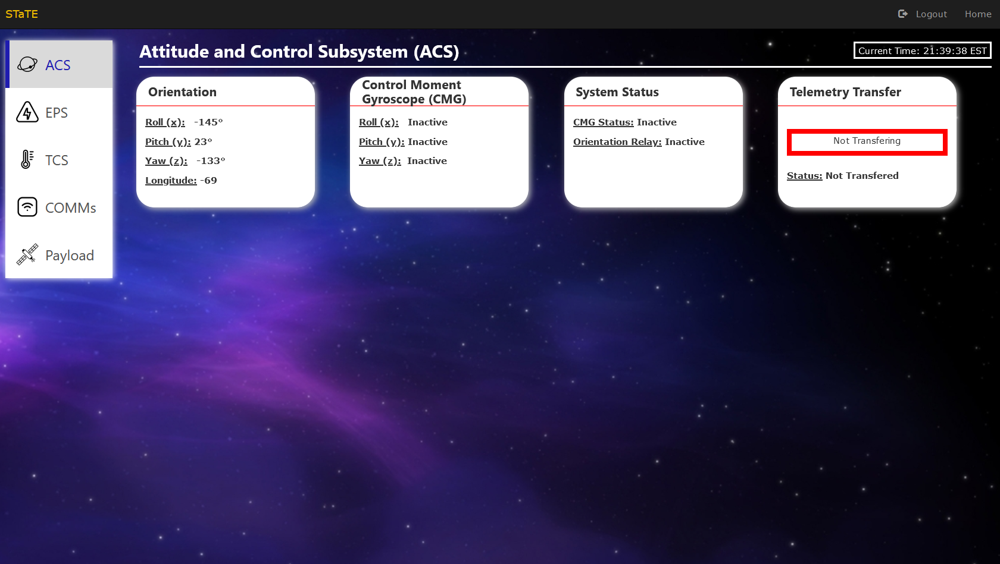 STaTE
Logout Home
ACS
EPS
TCS
COMMs
Payload
Attitude and Control Subsystem (ACS)
Current Time: 21:39:38 EST
Orientation
Roll (x): -145°
Pitch (y): 23°
Yaw (z): -133°
Longitude: -69
Control Moment
Gyroscope (CMG)
Roll (x): Inactive
Pitch (y): Inactive
Yaw (z): Inactive
System Status
CMG Status: Inactive
Orientation Relay: Inactive
Telemetry Transfer
Not Transfering
Status: Not Transfered